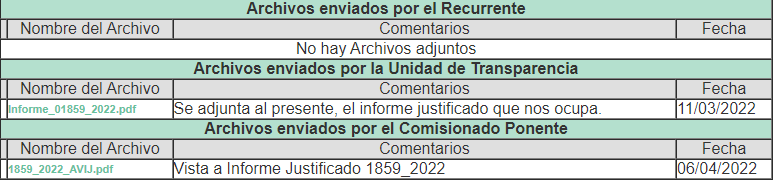 Archivos enviados por el Recurrente
Nombre del Archivo Comentarios Fecha
No hay Archivos adjuntos
Archivos enviados por la Unidad de Transparencia
Nombre del Archivo Comentarios Fecha
Informe_01859_2022.pdf Se adjunta al presente, el informe justificado que nos ocupa. 11/03/2022
Archivos enviados por el Comisionado Ponente
Nombre del Archivo Comentarios Fecha
1859_2022_AVIJ.pdf Vista a Informe Justificado 1859_2022 06/04/2022